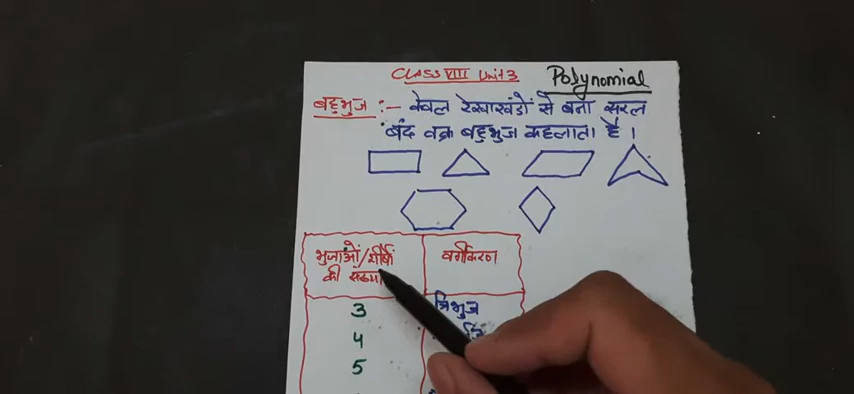 CLASS VIII Unit 3 Polynomial
बहुभुज :- केवल रेखाखंडों से बना सरल
बंद वक्र बहुभुज कहलाता है।
भुजाओं/शीर्षों वर्गीकरण
की संख्या
3 त्रिभुज
4
5